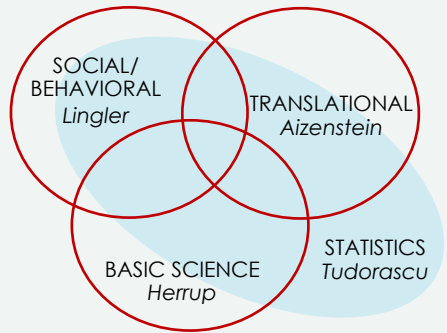 SOCIAL/
BEHAVIORAL
Lingler
TRANSLATIONAL
Aizenstein
BASIC SCIENCE
Herrup
STATISTICS
Tudorascu